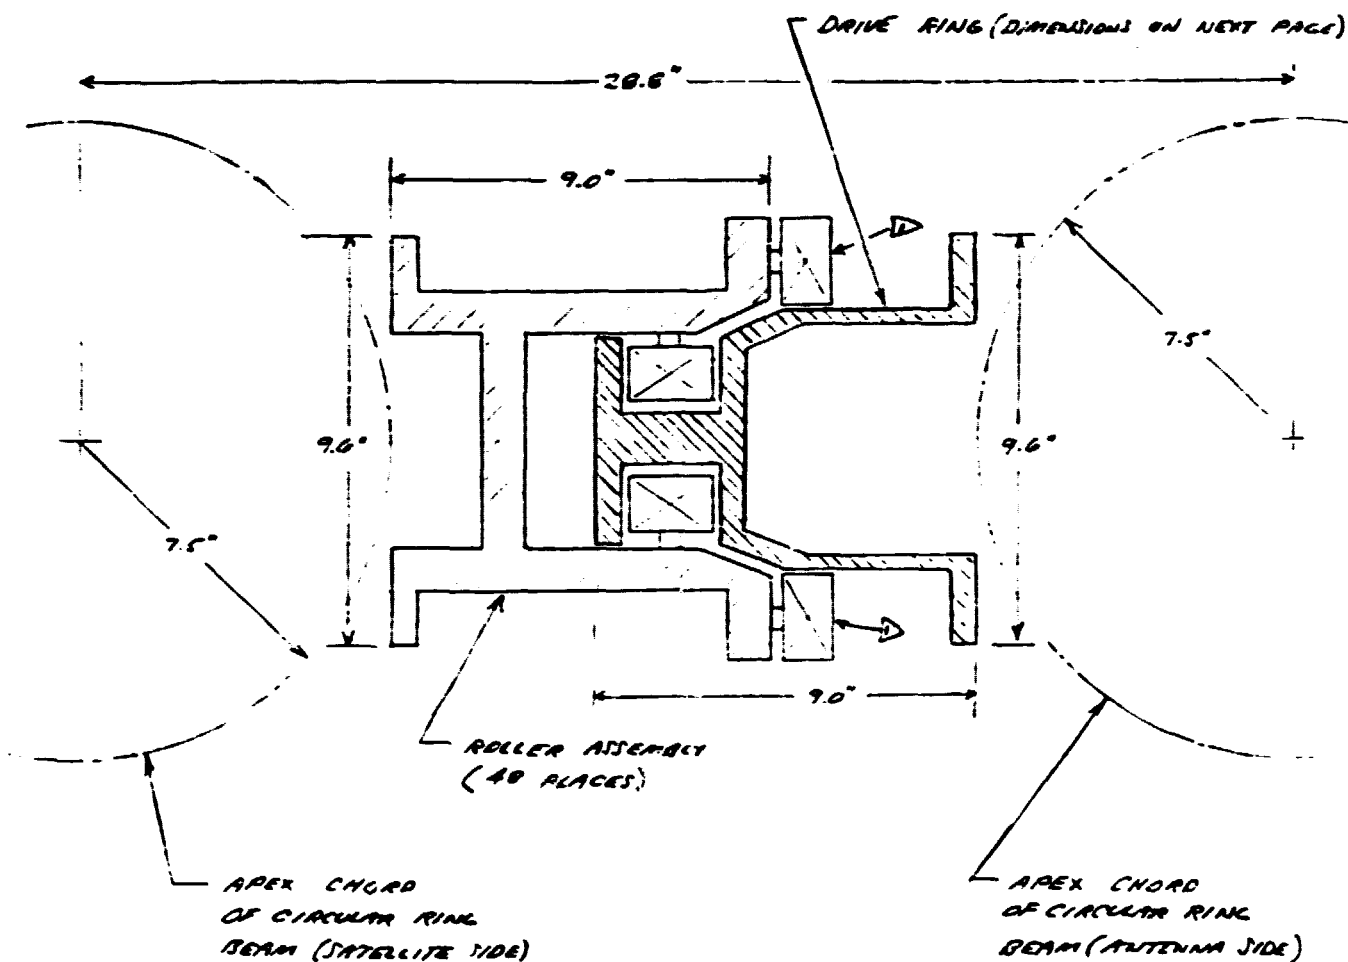 DRIVE RING (DIMENSIONS ON NEXT PAGE)
9.0"
7.5"
9.6"
9.6"
7.5"
9.0"
ROLLER ASSEMBLY
(48 PLACES)
APEX CHORD
OF CIRCULAR RING
BEAM (SATELLITE SIDE)
APEX CHORD
OF CIRCULAR RING
BEAM (ANTENNA SIDE)